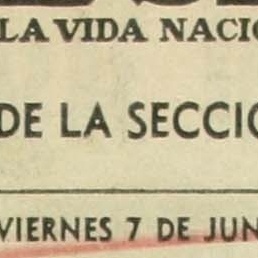 LA VIDA NACIO
DE LA SECCIO
VIERNES 7 DE JUN